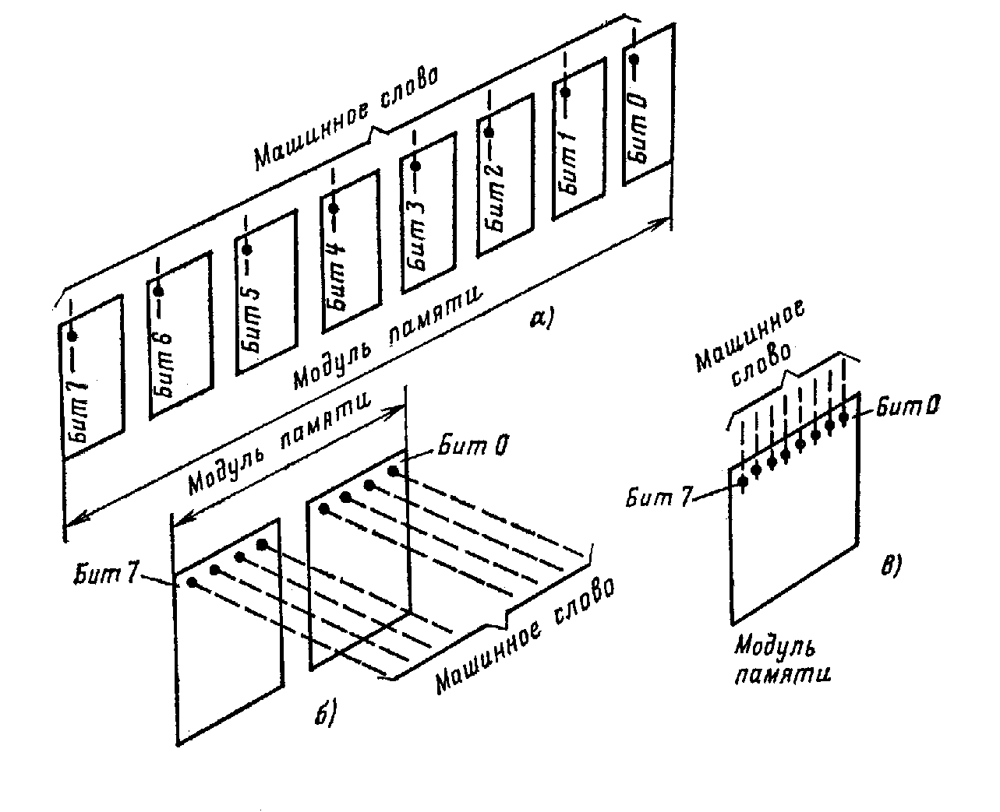 Машинное слово
Бит 7
Бит 6
Бит 5
Бит 4
Бит 3
Бит 2
Бит 1
Бит 0
Модуль памяти
а)
Модуль памяти
Бит 0
Бит 7
Машинное слово
б)
Машинное
слово
Бит 0
Бит 7
в)
Модуль
памяти